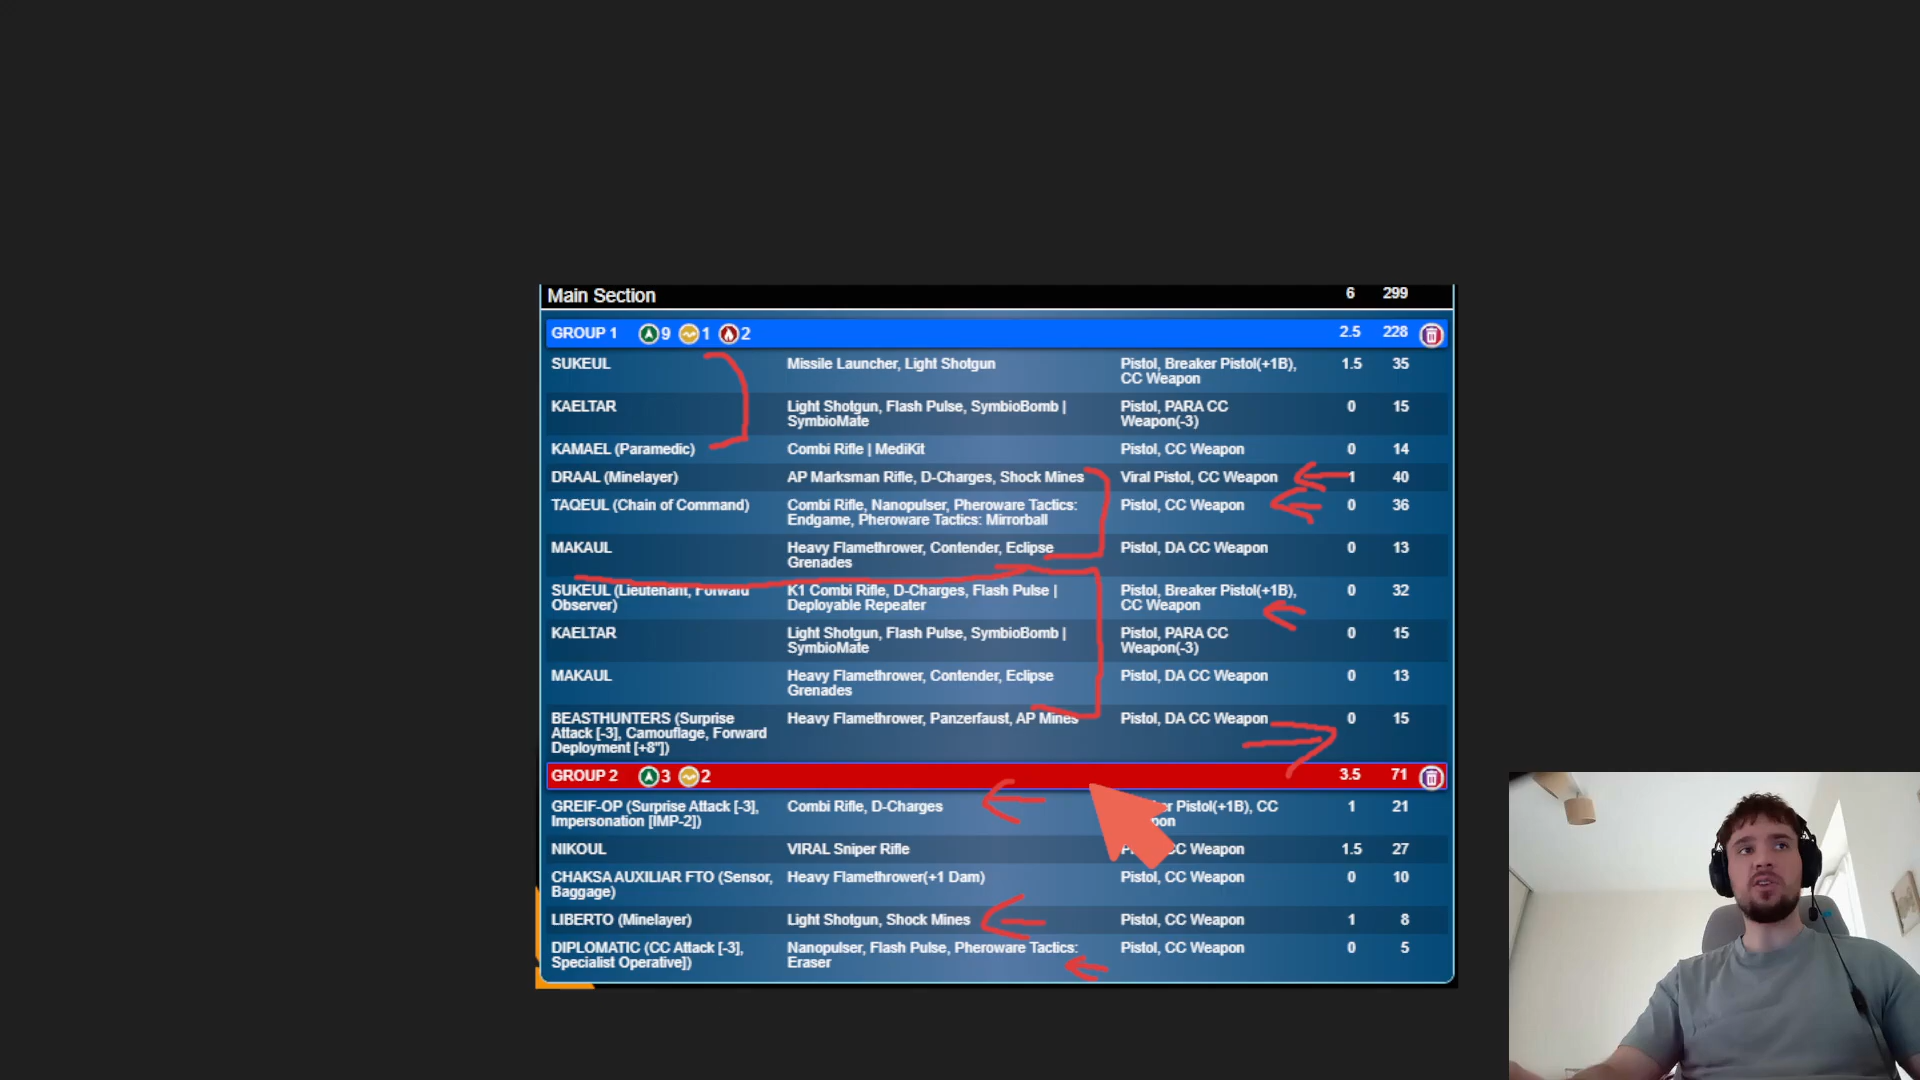 Main Section 6 299
GROUP 1 9 1 2 2.5 228
SUKEUL Missile Launcher, Light Shotgun Pistol, Breaker Pistol(+1B), 1.5 35
CC Weapon
KAELTAR Light Shotgun, Flash Pulse, SymbioBomb | Pistol, PARA CC 0 15
SymbioMate Weapon(-3)
KAMAEL (Paramedic) Combi Rifle | MediKit Pistol, CC Weapon 0 14
DRAAL (Minelayer) AP Marksman Rifle, D-Charges, Shock Mines Viral Pistol, CC Weapon 1 40
TAQEUL (Chain of Command) Combi Rifle, Nanopulser, Pheroware Tactics: Pistol, CC Weapon 0 36
Endgame, Pheroware Tactics: Mirrorball
MAKAUL Heavy Flamethrower, Contender, Eclipse Pistol, DA CC Weapon 0 13
Grenades
SUKEUL (Lieutenant, Forward K1 Combi Rifle, D-Charges, Flash Pulse | Pistol, Breaker Pistol(+1B), 0 32
Observer) Deployable Repeater CC Weapon
KAELTAR Light Shotgun, Flash Pulse, SymbioBomb | Pistol, PARA CC 0 15
SymbioMate Weapon(-3)
MAKAUL Heavy Flamethrower, Contender, Eclipse Pistol, DA CC Weapon 0 13
Grenades
BEASTHUNTERS (Surprise Heavy Flamethrower, Panzerfaust, AP Mines Pistol, DA CC Weapon 0 15
Attack [-3], Camouflage, Forward
Deployment [+8"])
GROUP 2 3 2 3.5 71
GREIF-OP (Surprise Attack [-3], Combi Rifle, D-Charges Pistol(+1B), CC 1 21
Impersonation [IMP-2])
NIKOUL VIRAL Sniper Rifle CC Weapon 1.5 27
CHAKSA AUXILIAR FTO (Sensor, Heavy Flamethrower(+1 Dam) Pistol, CC Weapon 0 10
Baggage)
LIBERTO (Minelayer) Light Shotgun, Shock Mines Pistol, CC Weapon 1 8
DIPLOMATIC (CC Attack [-3], Nanopulser, Flash Pulse, Pheroware Tactics: Pistol, CC Weapon 0 5
Specialist Operative]) Eraser